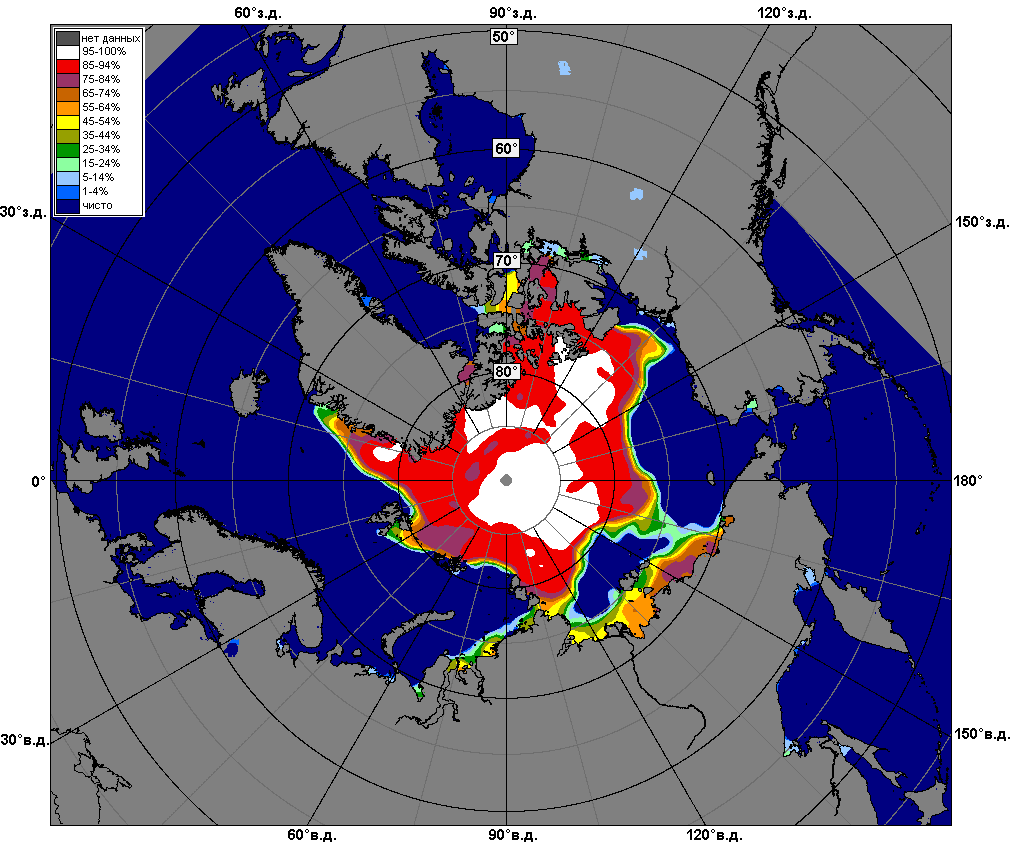 60°з.д.
90°з.д.
120°з.д.
нет данных
95-100%
85-94%
75-84%
65-74%
55-64%
45-54%
35-44%
25-34%
15-24%
5-14%
1-4%
чисто
50°
60°
30°з.д.
150°з.д.
70°
80°
0°
180°
30°в.д.
150°в.д.
60°в.д.
90°в.д.
120°в.д.